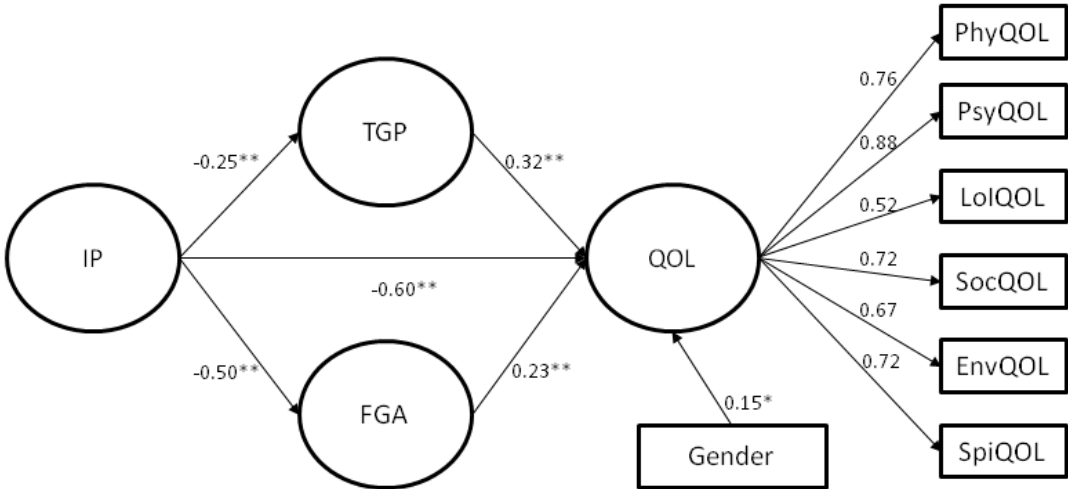 PhyQOL
0.76
PsyQOL
TGP
0.88
-0.25**
0.32**
LolQOL
0.52
IP
QOL
0.72
SocQOL
-0.60**
0.67
-0.50**
0.23**
0.72
EnvQOL
FGA
0.15*
Gender
SpiQOL